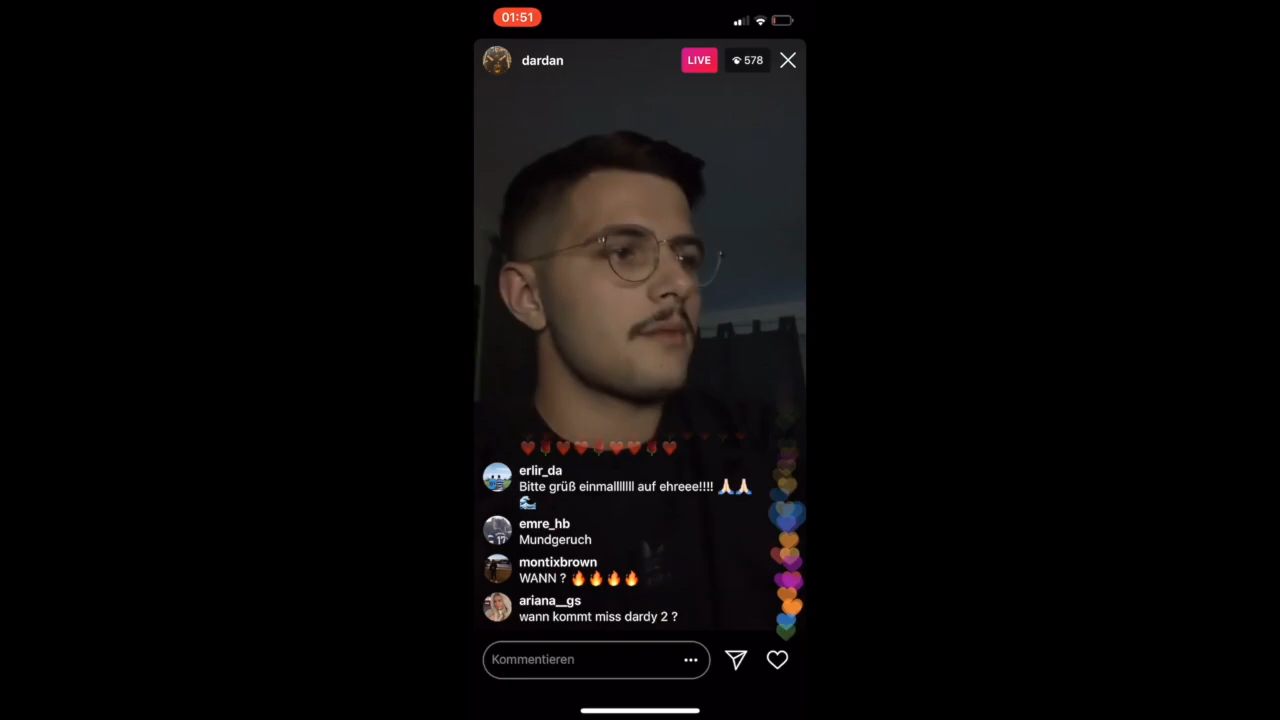 01:51
dardan
LIVE
578
erlir_da
Bitte grüß einmalllllll auf ehreee!!!! 🙏🏻🙏🏻
🌊
emre_hb
Mundgeruch
montixbrown
WANN ? 🔥🔥🔥🔥
ariana__gs
wann kommt miss dardy 2 ?
Kommentieren